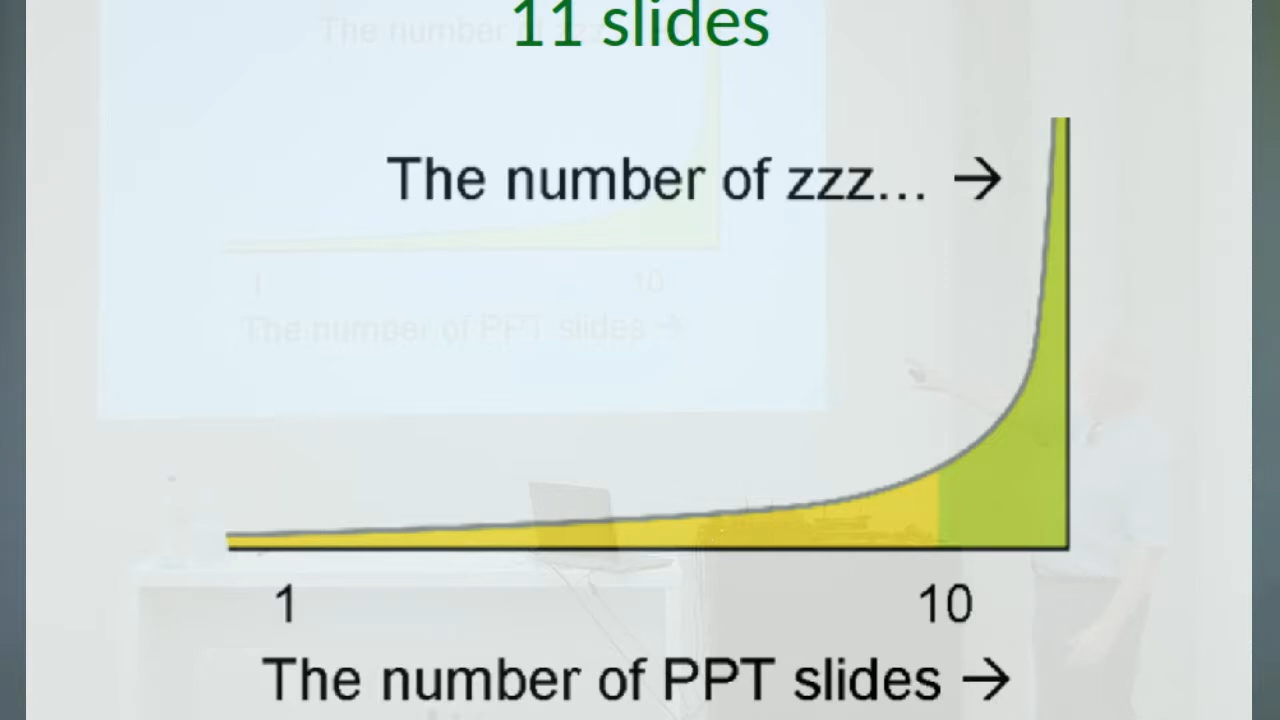 11 slides
The number of zzz... →
1 10
The number of PPT slides →